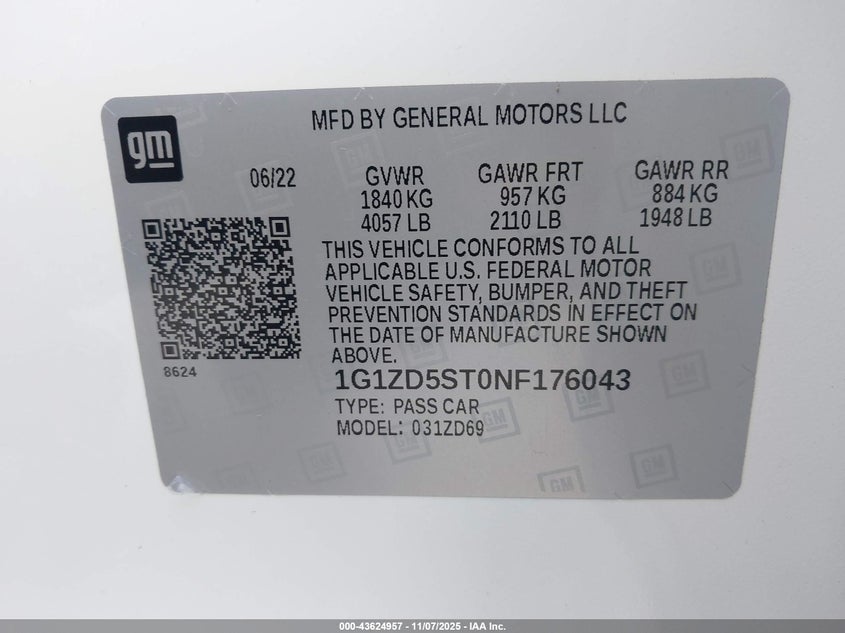 gm
MFD BY GENERAL MOTORS LLC
06/22
GVWR
1840 KG
4057 LB
GAWR FRT
957 KG
2110 LB
GAWR RR
884 KG
1948 LB
THIS VEHICLE CONFORMS TO ALL
APPLICABLE U.S. FEDERAL MOTOR
VEHICLE SAFETY, BUMPER, AND THEFT
PREVENTION STANDARDS IN EFFECT ON
THE DATE OF MANUFACTURE SHOWN
ABOVE.
8624
1G1ZD5ST0NF176043
TYPE: PASS CAR
MODEL: 031ZD69
000-43624957 - 11/07/2025 - IAA Inc.